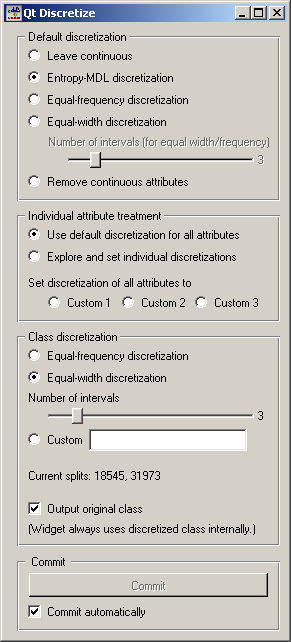 Qt Discretize
Default discretization
Leave continuous
Entropy-MDL discretization
Equal-frequency discretization
Equal-width discretization
Number of intervals (for equal width/frequency)
3
Remove continuous attributes
Individual attribute treatment
Use default discretization for all attributes
Explore and set individual discretizations
Set discretization of all attributes to
Custom 1 Custom 2 Custom 3
Class discretization
Equal-frequency discretization
Equal-width discretization
Number of intervals
3
Custom
Current splits: 18545, 31973
Output original class
(Widget always uses discretized class internally.)
Commit
Commit
Commit automatically